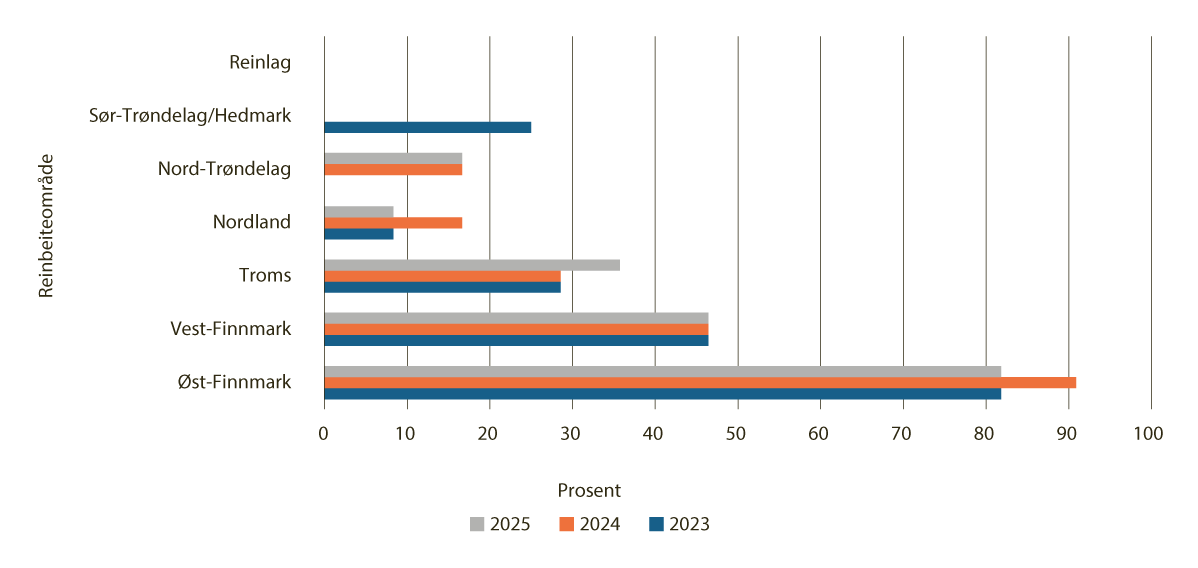 Reinlag
Sør-Trøndelag/Hedmark
Nord-Trøndelag
Nordland
Troms
Vest-Finnmark
Øst-Finnmark
Reinbeiteområde
0 10 20 30 40 50 60 70 80 90 100
Prosent
2025 2024 2023